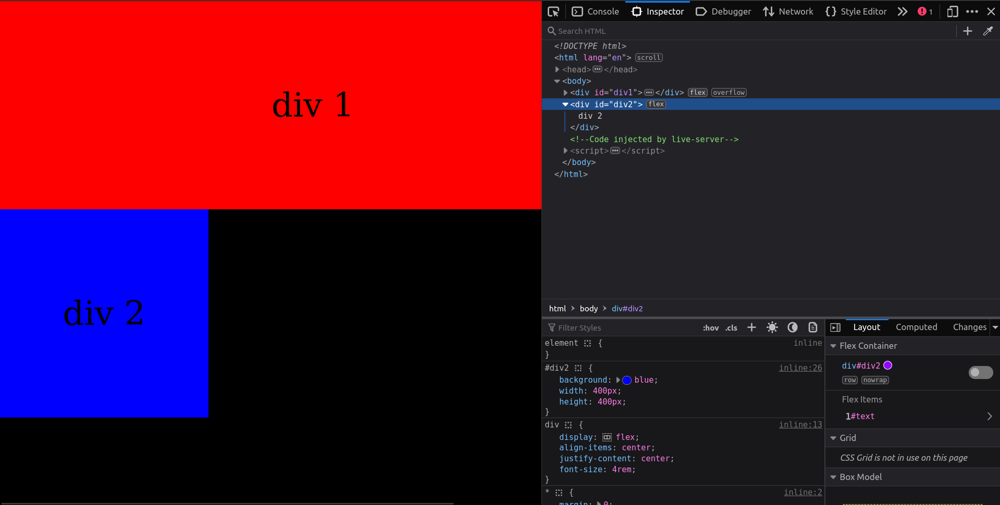 div 1
div 2
Console
Inspector
Debugger
Network
Style Editor
1
Search HTML
<!DOCTYPE html>
<html lang="en"> scroll
<head> </head>
<body>
<div id="div1"> </div> flex overflow
<div id="div2"> flex
div 2
</div>
<!--Code injected by live-server-->
<script> </script>
</body>
</html>
html > body > div#div2
Filter Styles :hov .cls
element { inline
}
#div2 { inline:26
background: blue;
width: 400px;
height: 400px;
}
div { inline:13
display: flex;
align-items: center;
justify-content: center;
font-size: 4rem;
}
* { inline:2
margin: 0;
Layout Computed Changes
Flex Container
div#div2
row nowrap
Flex Items
1#text
Grid
CSS Grid is not in use on this page
Box Model